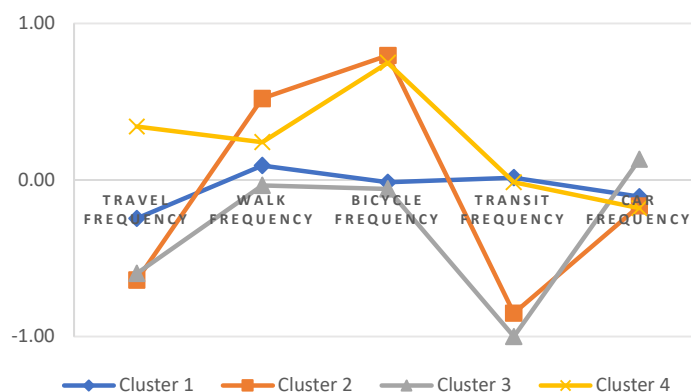 1.00
0.00
TRAVEL FREQUENCY
WALK FREQUENCY
BICYCLE FREQUENCY
TRANSIT FREQUENCY
CAR FREQUENCY
-1.00
Cluster 1 Cluster 2 Cluster 3 Cluster 4